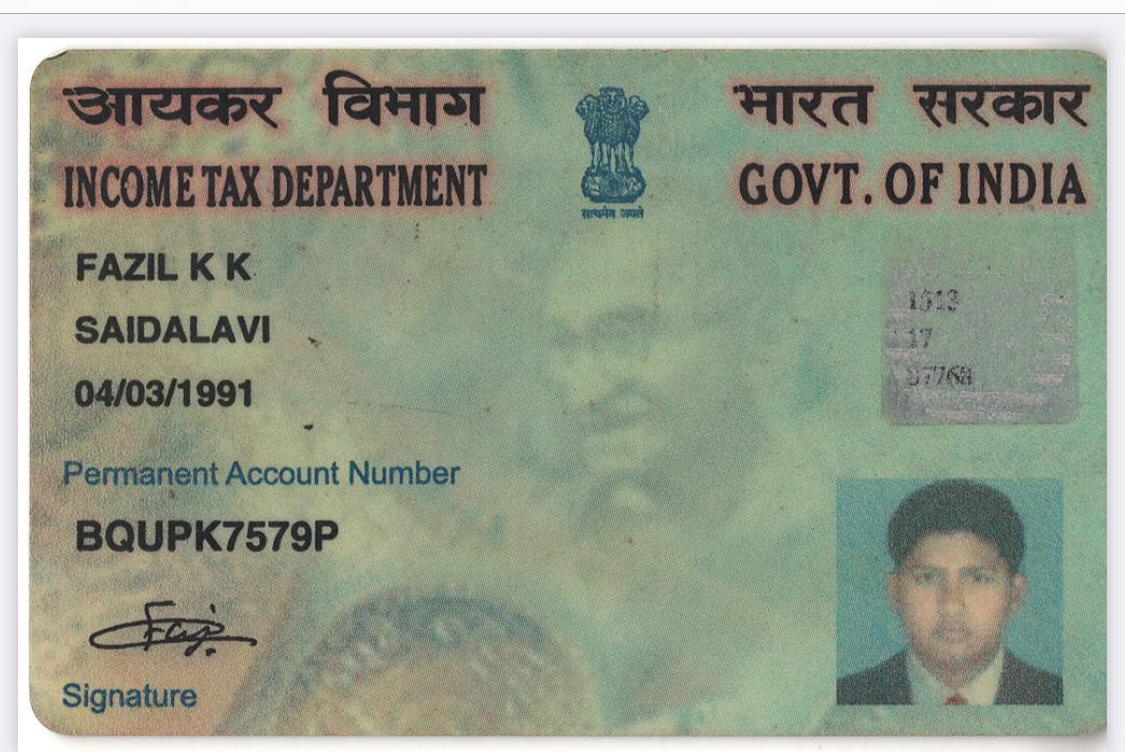 आयकर विभाग
भारत सरकार
INCOME TAX DEPARTMENT
GOVT. OF INDIA
सत्यमेव जयते
FAZIL K K
SAIDALAVI
04/03/1991
1513
17
Permanent Account Number
BQUPK7579P
Signature